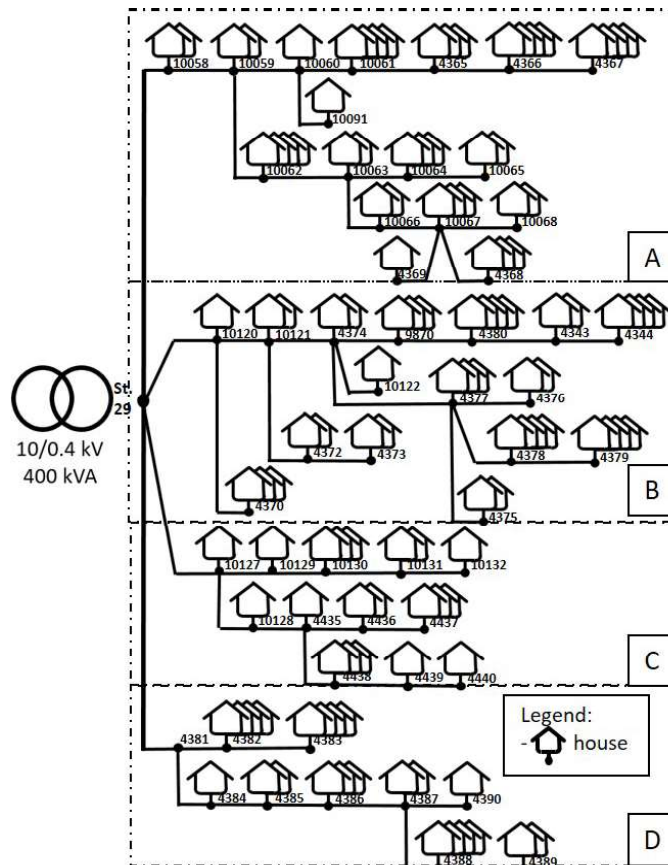 10058 10059 10060 10061 4365 4366 4367
10091
10062 10063 10064 10065
10066 10067 10068
4369 4368
A
10120 10121 4374 9870 4380 4343 4344
10122 4377 4376
St.
29
10/0.4 kV
400 kVA
4372 4373 4378 4379
4370 4375
B
10127 10129 10130 10131 10132
10128 4435 4436 4437
4438 4439 4440
C
4381 4382 4383
Legend:
- house
4384 4385 4386 4387 4390
4388 4389
D